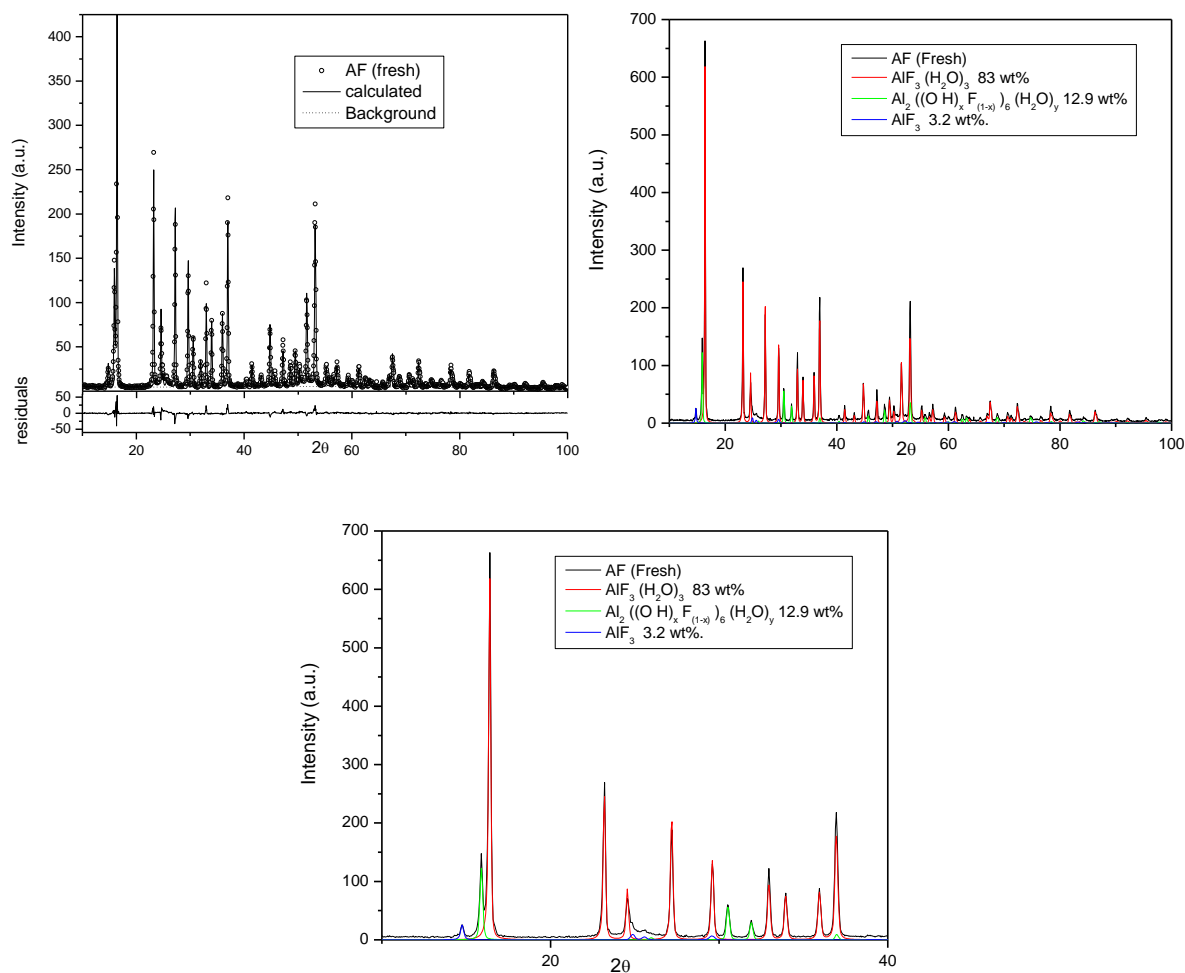 400
350
300
250
200
150
100
50
50
0
-50
Intensity (a.u.)
residuals
AF (fresh)
calculated
Background
20
40
60
80
100
2θ
700
600
500
400
300
200
100
0
Intensity (a.u.)
AF (Fresh)
AlF3 (H2O)3 83 wt%
Al2 ((O H)x F(1-x) )6 (H2O)y 12.9 wt%
AlF3 3.2 wt%.
20
40
60
80
100
2θ
700
600
500
400
300
200
100
0
Intensity (a.u.)
AF (Fresh)
AlF3 (H2O)3 83 wt%
Al2 ((O H)x F(1-x) )6 (H2O)y 12.9 wt%
AlF3 3.2 wt%.
20
40
2θ